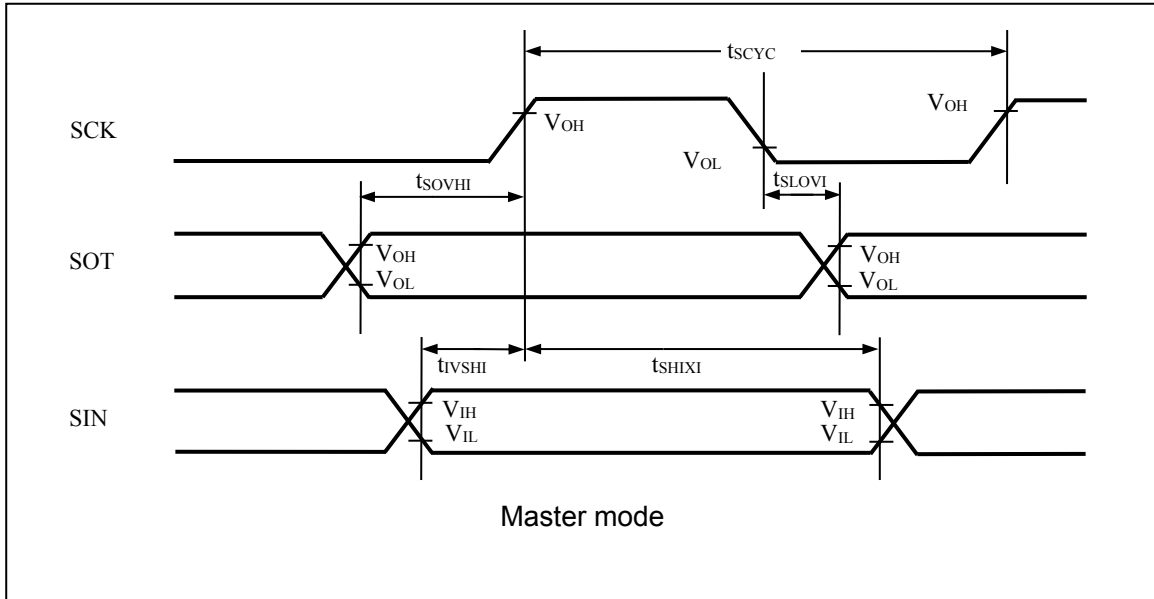 tSCYC
SCK
VOH
VOH
VOL
tSOVHI
tSLOVI
SOT
VOH
VOH
VOL
VOL
tIVSHI
tSHIXI
SIN
VIH
VIH
VIL
VIL
Master mode